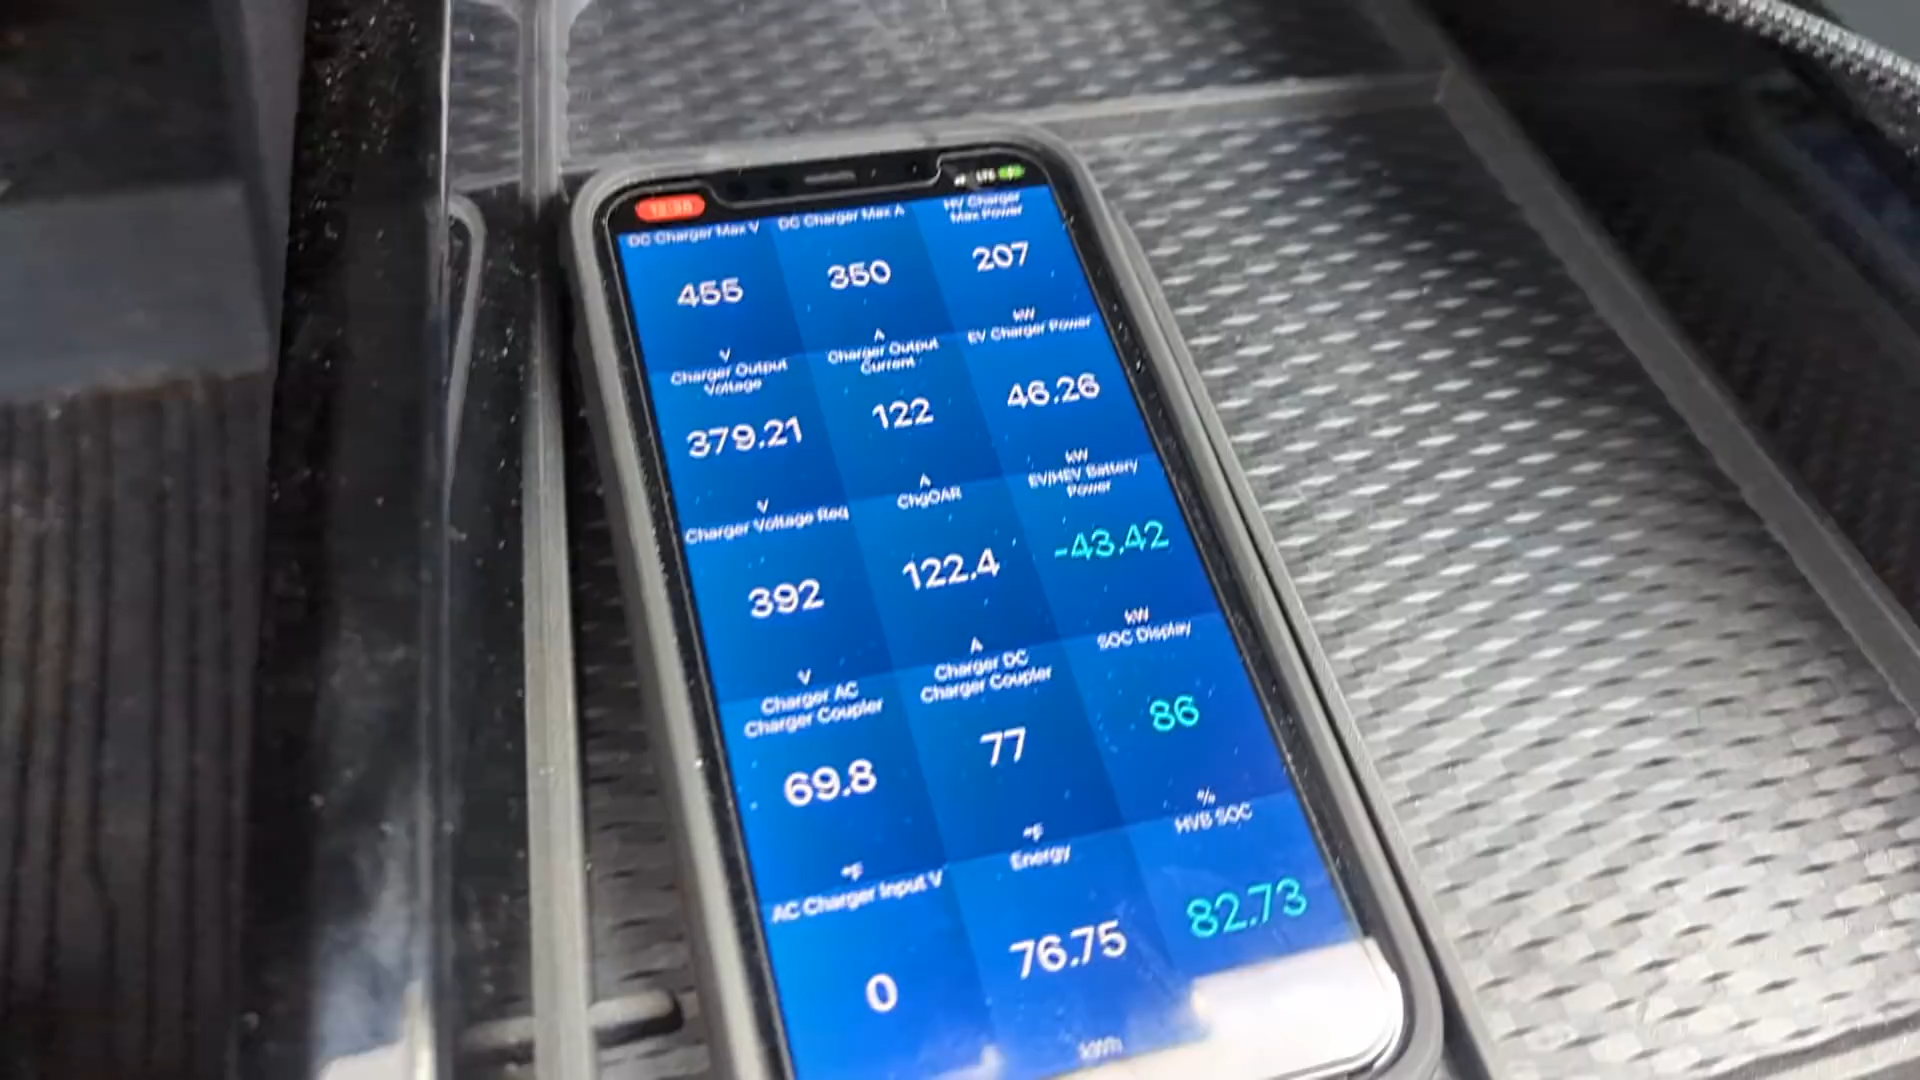 12:38
LTE
DC Charger Max V
DC Charger Max A
HV Charger
Max Power
455
350
207
V
A
kW
Charger Output
Voltage
Charger Output
Current
EV Charger Power
379.21
122
46.26
V
A
kW
Charger Voltage Req
ChgOAR
EV/HEV Battery
Power
392
122.4
-43.42
V
A
kW
Charger AC
Charger Coupler
Charger DC
Charger Coupler
SOC Display
69.8
77
86
°F
°F
%
AC Charger Input V
Energy
HVB SOC
0
76.75
82.73
kWh